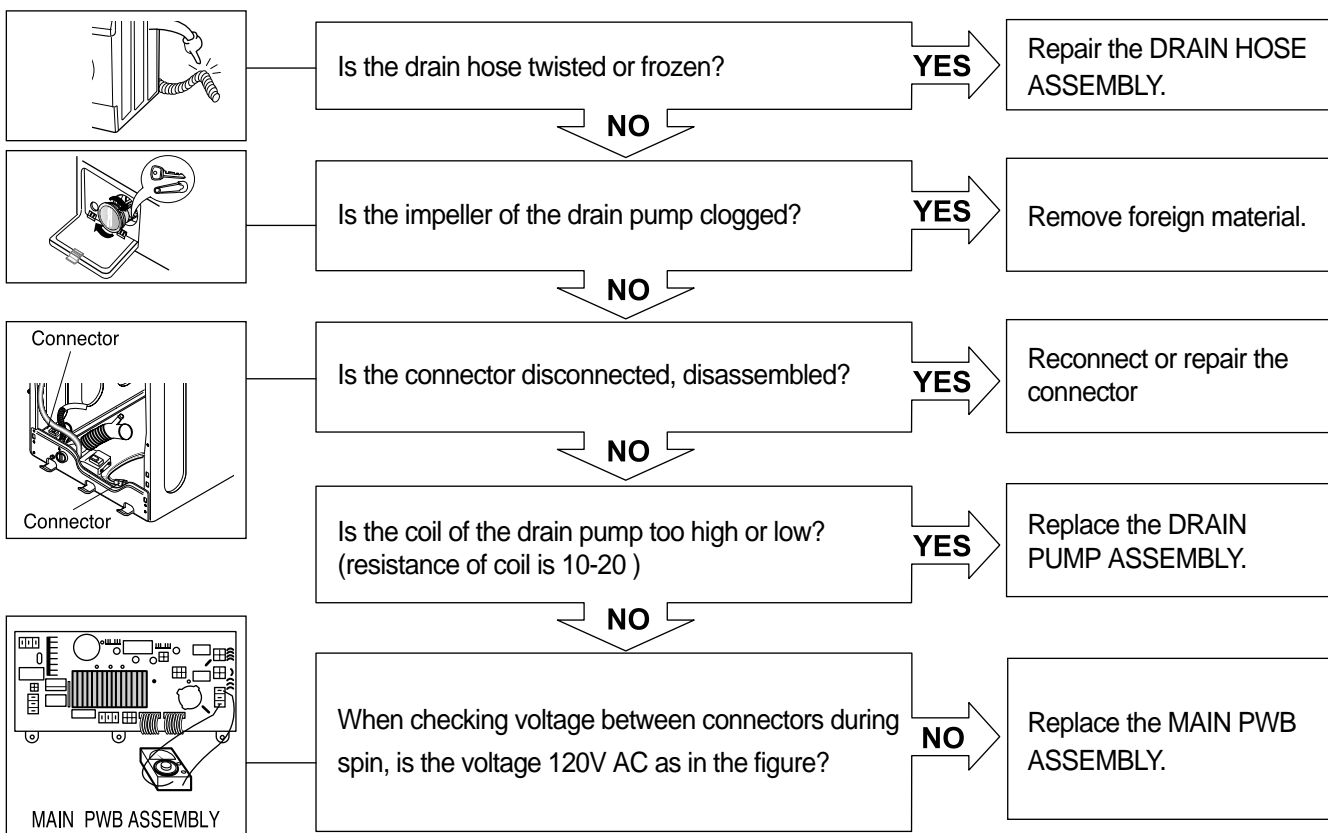 Is the drain hose twisted or frozen?
YES
Repair the DRAIN HOSE
ASSEMBLY.
NO
Is the impeller of the drain pump clogged?
YES
Remove foreign material.
NO
Connector
Connector
Is the connector disconnected, disassembled?
YES
Reconnect or repair the
connector
NO
Is the coil of the drain pump too high or low?
(resistance of coil is 10-20 )
YES
Replace the DRAIN
PUMP ASSEMBLY.
NO
MAIN PWB ASSEMBLY
When checking voltage between connectors during
spin, is the voltage 120V AC as in the figure?
NO
Replace the MAIN PWB
ASSEMBLY.